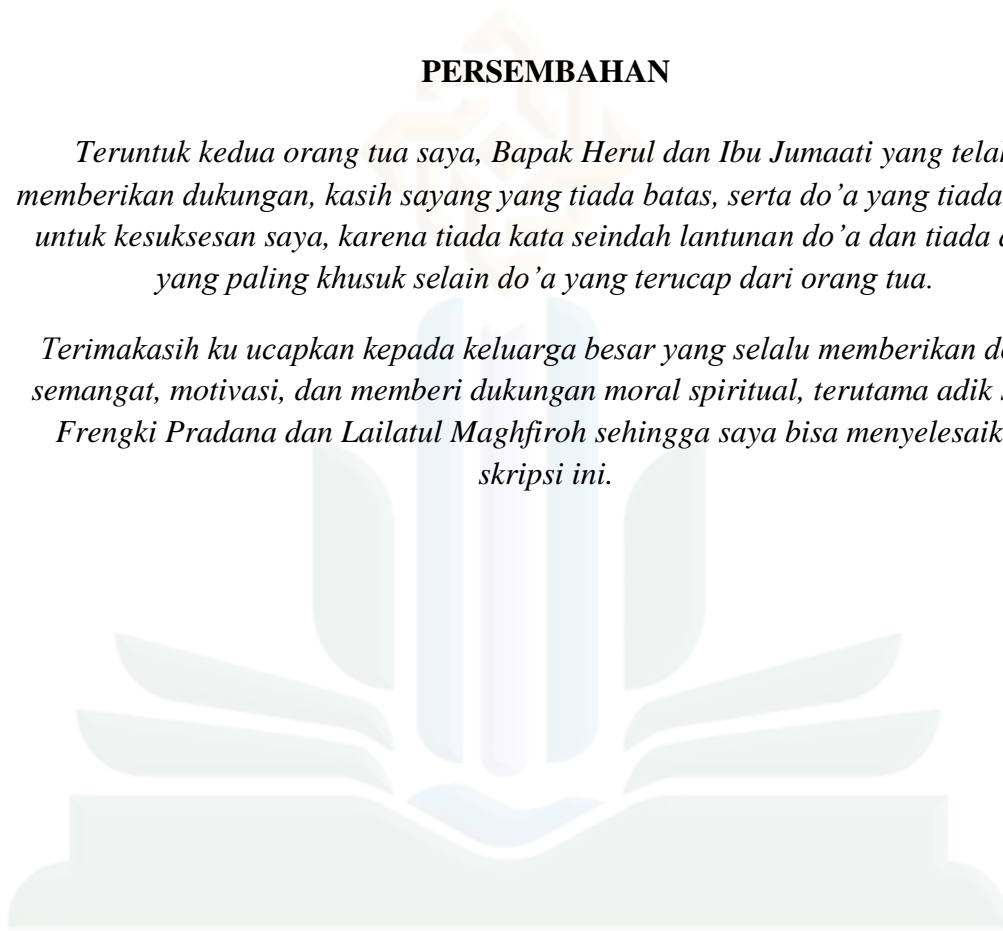 PERSEMBAHAN
Teruntuk kedua orang tua saya, Bapak Herul dan Ibu Jumaati yang
memberikan dukungan, kasih sayang yang tiada batas, serta do’a yang tiada
untuk kesuksesan saya, karena tiada kata seindah lantunan do’a dan tiada
yang paling khusuk selain do’a yang terucap dari orang tua.
Terimakasih ku ucapkan kepada keluarga besar yang selalu memberikan
semangat, motivasi, dan memberi dukungan moral spiritual, terutama adik
Frengki Pradana dan Lailatul Maghfiroh sehingga saya bisa
skripsi ini.